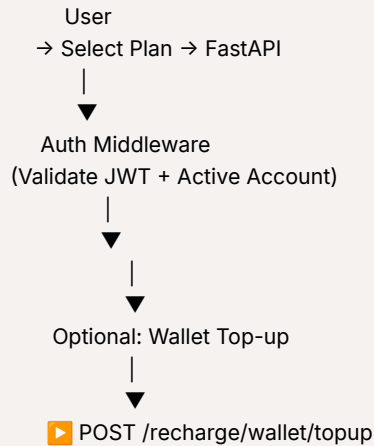 User
→ Select Plan → FastAPI
│
▼
Auth Middleware
(Validate JWT + Active Account)
│
▼
│
▼
Optional: Wallet Top-up
│
▼
▶️ POST /recharge/wallet/topup